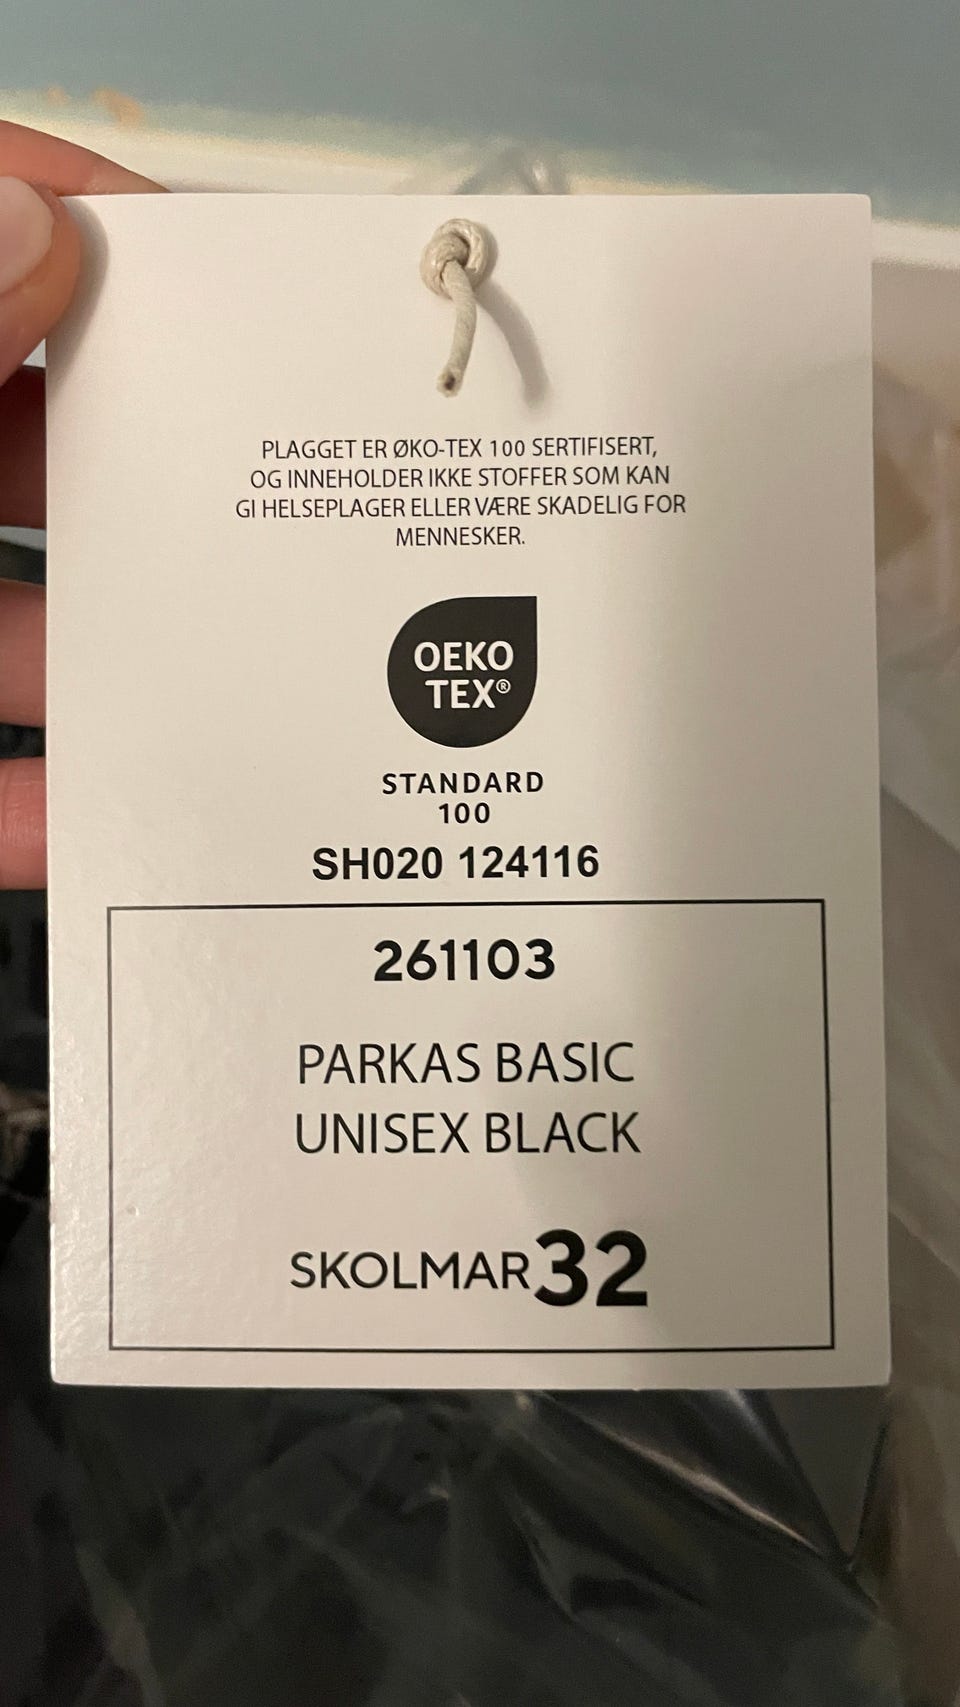 PLAGGET ER ØKO-TEX 100 SERTIFISERT,
OG INNEHOLDER IKKE STOFFER SOM KAN
GI HELSEPLAGER ELLER VÆRE SKADELIG FOR
MENNESKER.
OEKO
TEX®
STANDARD
100
SH020 124116
261103
PARKAS BASIC
UNISEX BLACK
SKOLMAR32